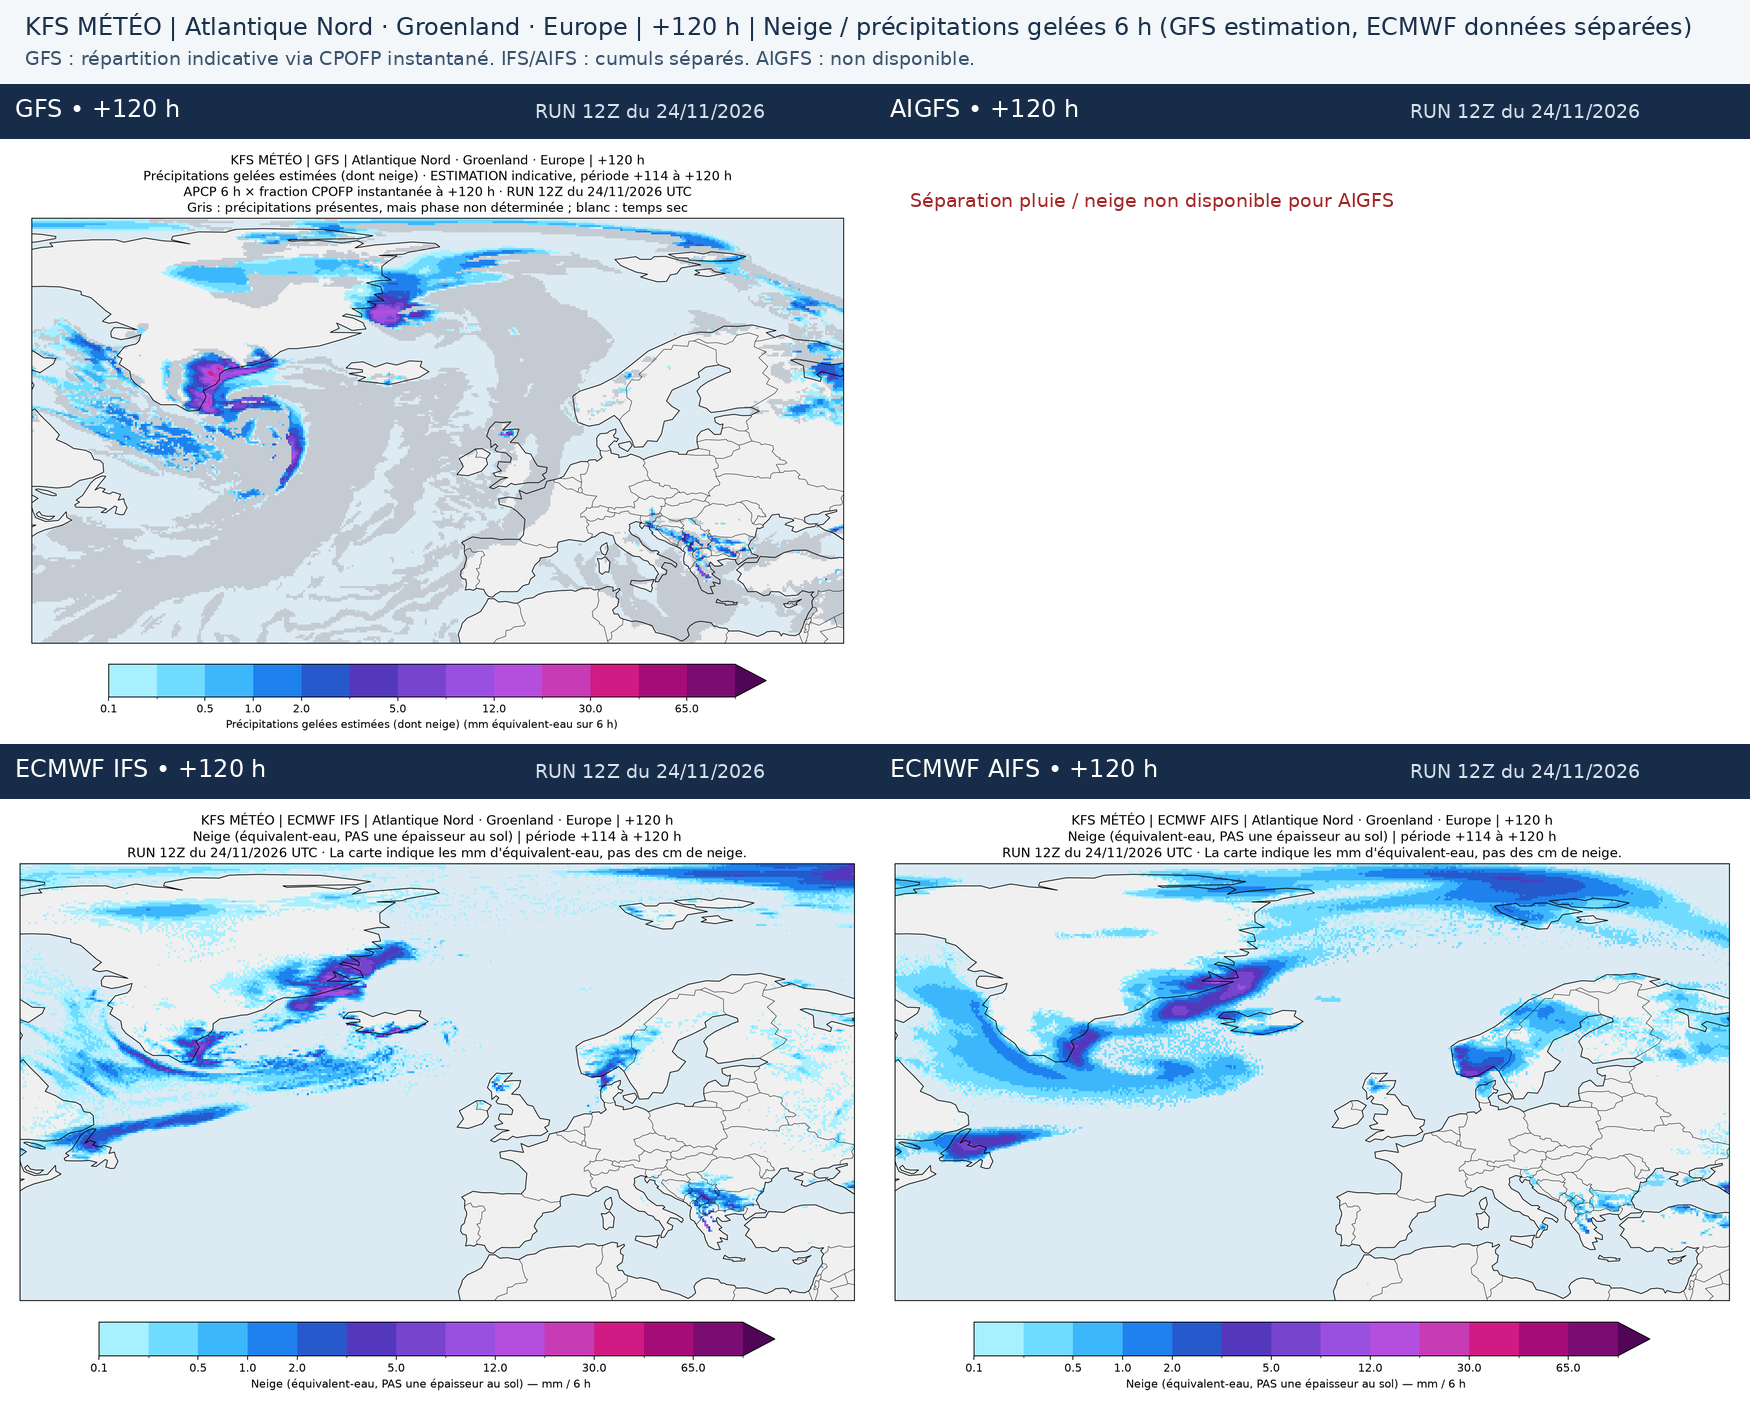 KFS MÉTÉO | Atlantique Nord · Groenland · Europe | +120 h | Neige / précipitations gelées 6 h (GFS estimation, ECMWF données séparées)
GFS : répartition indicative via CPOFP instantané. IFS/AIFS : cumuls séparés. AIGFS : non disponible.
GFS • +120 h
RUN 12Z du 24/11/2026
AIGFS • +120 h
RUN 12Z du 24/11/2026
KFS MÉTÉO | GFS | Atlantique Nord · Groenland · Europe | +120 h
Précipitations gelées estimées (dont neige) · ESTIMATION indicative, période +114 à +120 h
APCP 6 h × fraction CPOFP instantanée à +120 h · RUN 12Z du 24/11/2026 UTC
Gris : précipitations présentes, mais phase non déterminée ; blanc : temps sec
Séparation pluie / neige non disponible pour AIGFS
0.1 0.5 1.0 2.0 5.0 12.0 30.0 65.0
Précipitations gelées estimées (dont neige) (mm équivalent-eau sur 6 h)
ECMWF IFS • +120 h
RUN 12Z du 24/11/2026
ECMWF AIFS • +120 h
RUN 12Z du 24/11/2026
KFS MÉTÉO | ECMWF IFS | Atlantique Nord · Groenland · Europe | +120 h
Neige (équivalent-eau, PAS une épaisseur au sol) | période +114 à +120 h
RUN 12Z du 24/11/2026 UTC · La carte indique les mm d'équivalent-eau, pas des cm de neige.
KFS MÉTÉO | ECMWF AIFS | Atlantique Nord · Groenland · Europe | +120 h
Neige (équivalent-eau, PAS une épaisseur au sol) | période +114 à +120 h
RUN 12Z du 24/11/2026 UTC · La carte indique les mm d'équivalent-eau, pas des cm de neige.
0.1 0.5 1.0 2.0 5.0 12.0 30.0 65.0
Neige (équivalent-eau, PAS une épaisseur au sol) — mm / 6 h
0.1 0.5 1.0 2.0 5.0 12.0 30.0 65.0
Neige (équivalent-eau, PAS une épaisseur au sol) — mm / 6 h